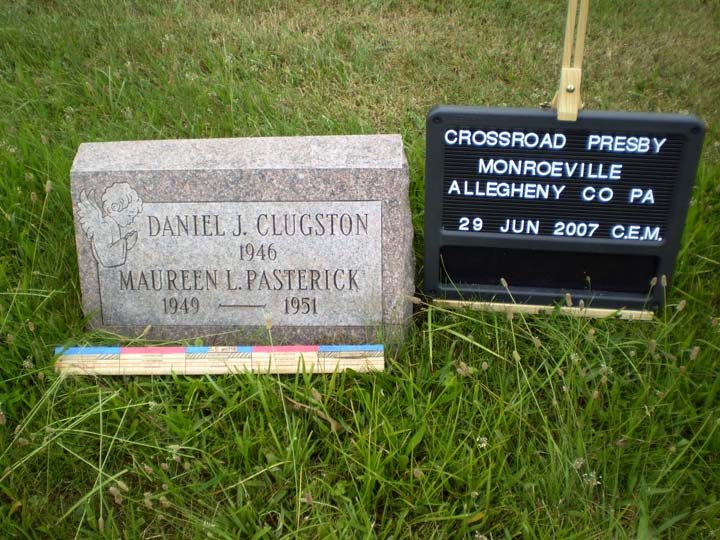 DANIEL J. CLUGSTON
1946
MAUREEN L. PASTERICK
1949 — 1951
CROSSROAD PRESBY
MONROEVILLE
ALLEGHENY CO PA
29 JUN 2007 C.E.M.